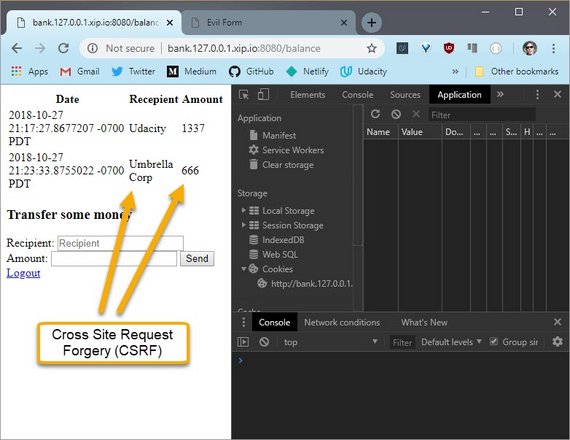 bank.127.0.0.1.xip.io:8080/balance
Evil Form
Not secure bank.127.0.0.1.xip.io:8080/balance
Apps Gmail Twitter Medium GitHub Netlify Udacity » Other bookmarks
Elements Console Sources Application »
Date Recepient Amount
2018-10-27
21:17:27.8677207 -0700 Udacity 1337
PDT
2018-10-27
21:23:33.8755022 -0700 Umbrella Corp 666
PDT
Transfer some money
Recipient: Recipient
Amount: Send
Logout
Cross Site Request
Forgery (CSRF)
Application
Manifest
Service Workers
Clear storage
Storage
Local Storage
Session Storage
IndexedDB
Web SQL
Cookies
http://bank.127.0.0.1.
Filter
Name Value Do... ... ... S... H ... ...
Console Network conditions What's New
top Filter Default levels Group sir